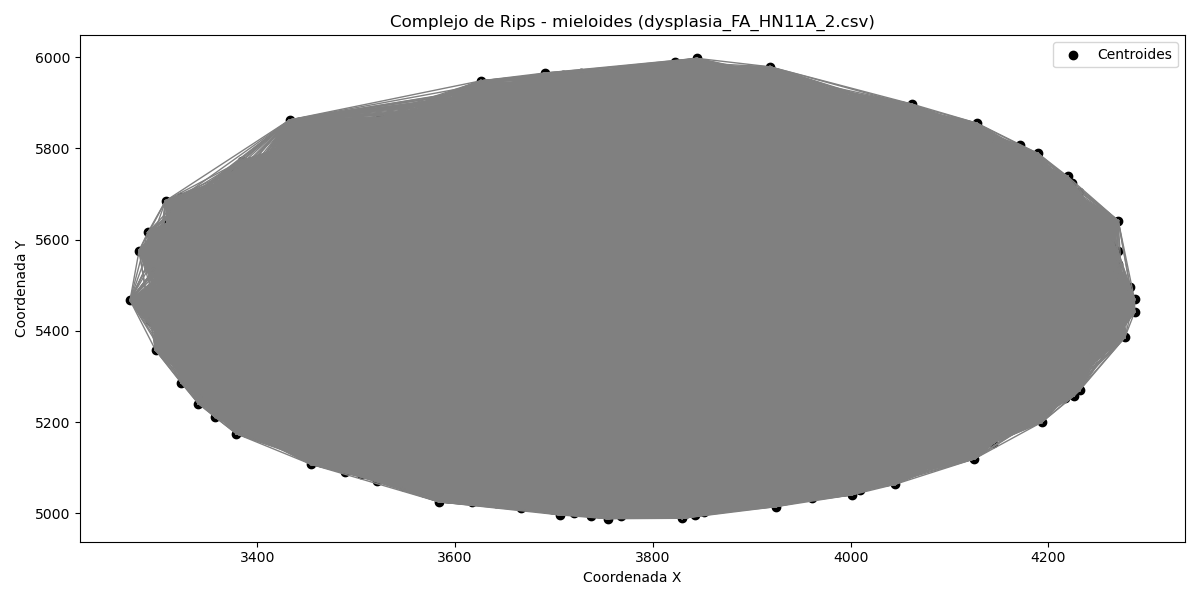 Complejo de Rips - mieloides (dysplasia_FA_HN11A_2.csv)
Centroides
6000
5800
5600
5400
5200
5000
Coordenada Y
3400 3600 3800 4000 4200
Coordenada X